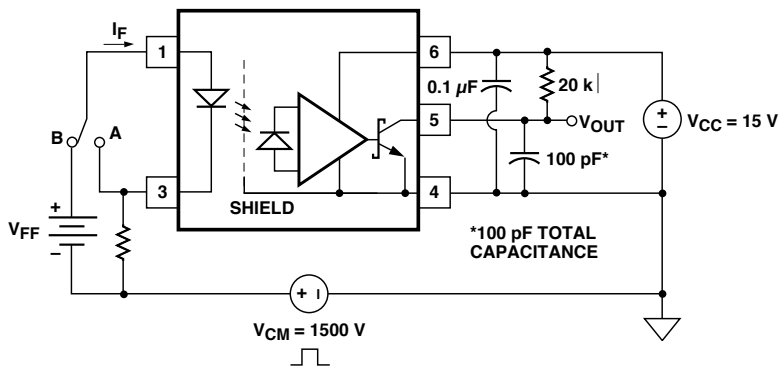 I_F
1
6
0.1 µF
20 k
B
A
5
V_OUT
V_CC = 15 V
+
−
100 pF*
3
4
SHIELD
+
V_FF
−
*100 pF TOTAL
CAPACITANCE
+ I
V_CM = 1500 V